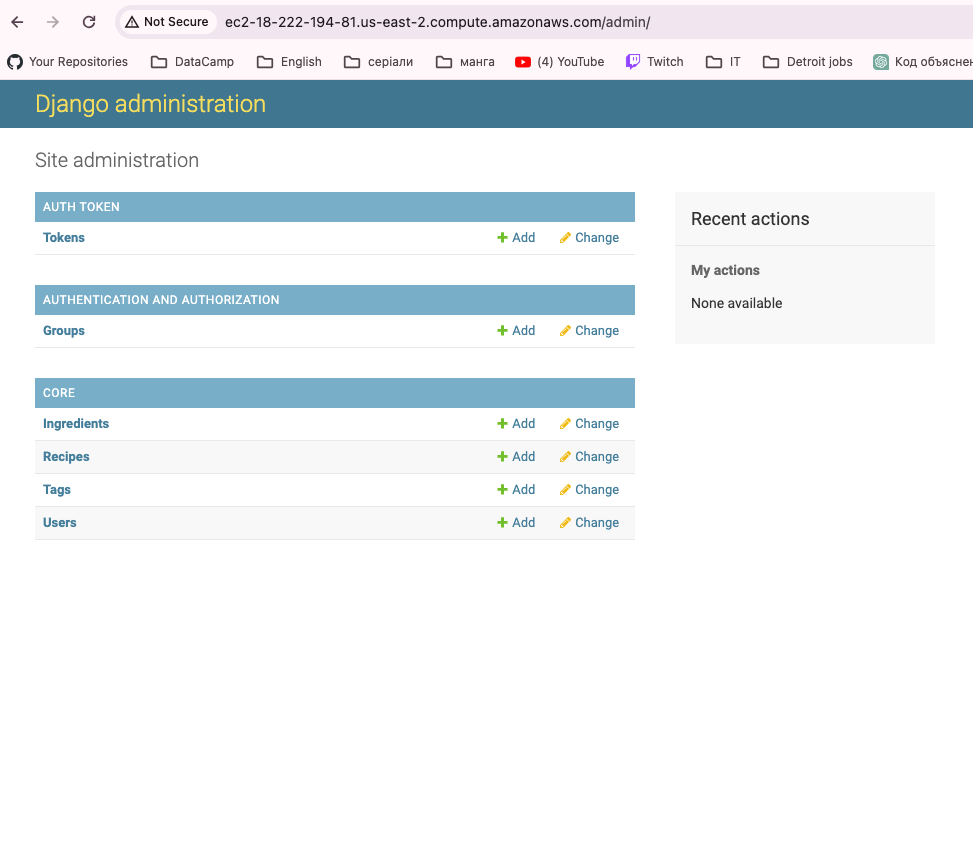 Not Secure ec2-18-222-194-81.us-east-2.compute.amazonaws.com/admin/
Your Repositories DataCamp English серіали манга (4) YouTube Twitch IT Detroit jobs Код
Django administration
Site administration
AUTH TOKEN
Tokens Add Change
AUTHENTICATION AND AUTHORIZATION
Groups Add Change
CORE
Ingredients Add Change
Recipes Add Change
Tags Add Change
Users Add Change
Recent actions
My actions
None available